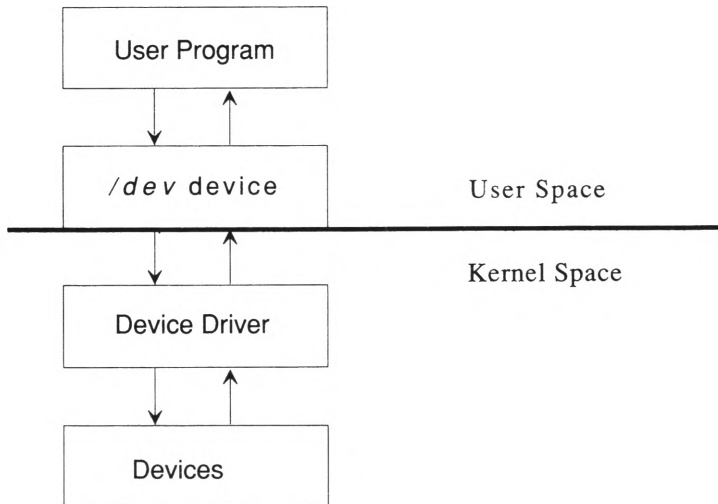 User Program
/dev device
User Space
Kernel Space
Device Driver
Devices